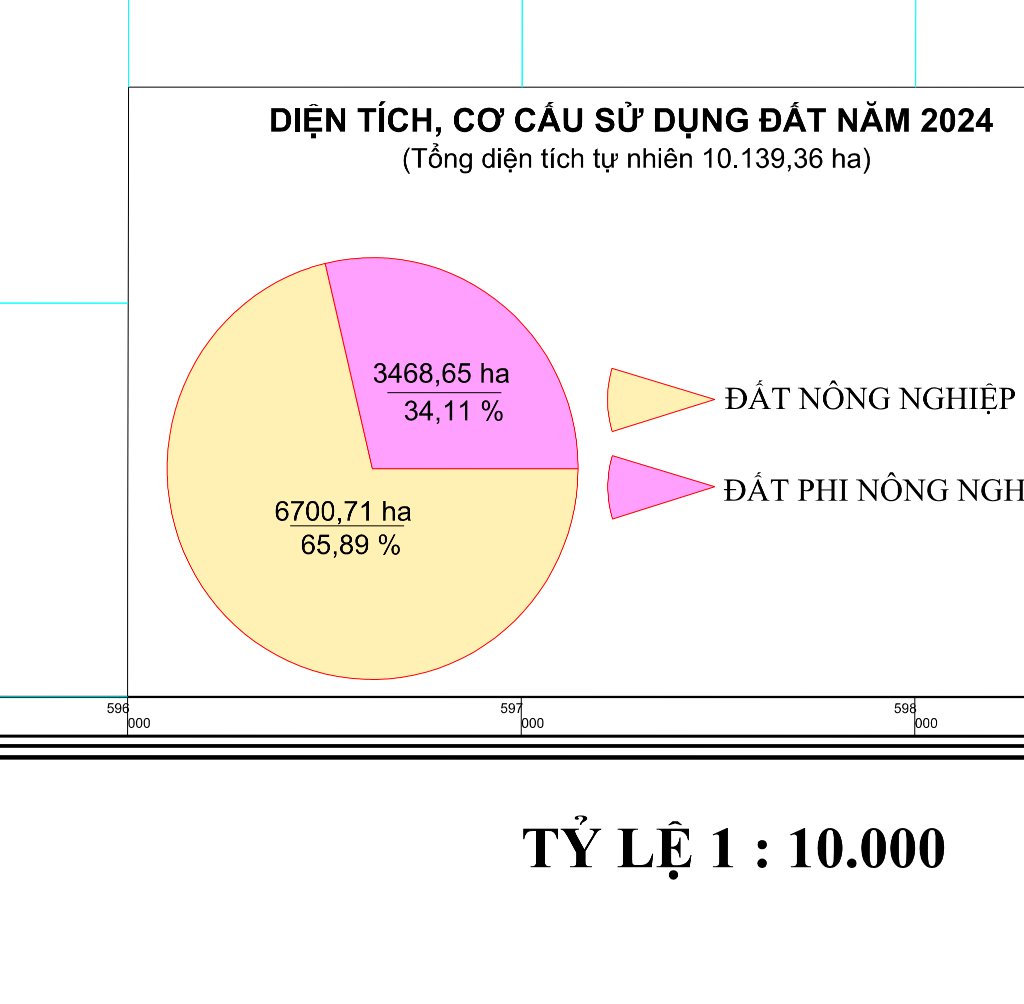 DIỆN TÍCH, CƠ CẤU SỬ DỤNG ĐẤT NĂM 2024
(Tổng diện tích tự nhiên 10.139,36 ha)
3468,65 ha
34,11 %
6700,71 ha
65,89 %
ĐẤT NÔNG NGHIỆP
ĐẤT PHI NÔNG NGH
596 000
597 000
598 000
TỶ LỆ 1 : 10.000